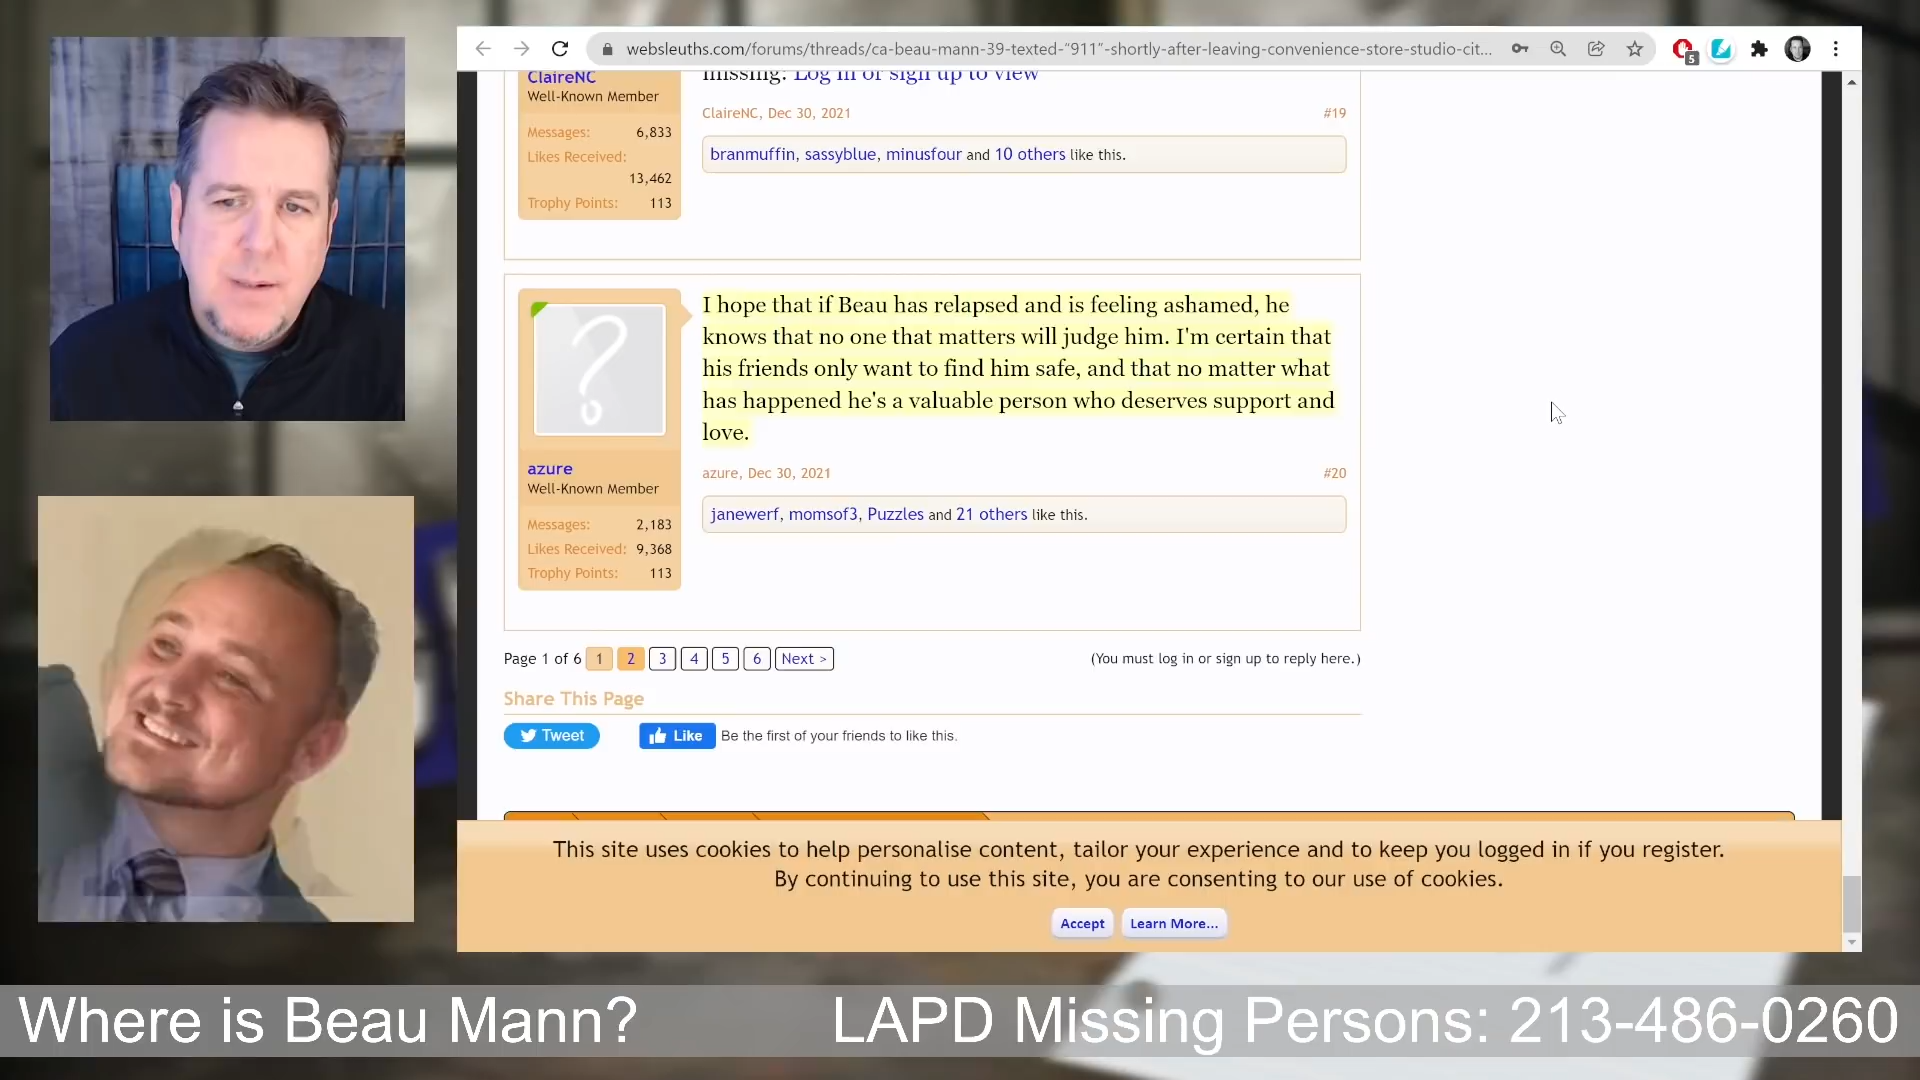 websleuths.com/forums/threads/ca-beau-mann-39-texted-"911"-shortly-after-leaving-convenience-store-studio-cit...
5
ClaireNC
Well-Known Member
Messages: 6,833
Likes Received:
13,462
Trophy Points: 113
missing: Log in or sign up to view
ClaireNC, Dec 30, 2021 #19
branmuffin, sassyblue, minusfour and 10 others like this.
I hope that if Beau has relapsed and is feeling ashamed, he
knows that no one that matters will judge him. I'm certain that
his friends only want to find him safe, and that no matter what
has happened he's a valuable person who deserves support and
love.
azure, Dec 30, 2021 #20
janewerf, momsof3, Puzzles and 21 others like this.
azure
Well-Known Member
Messages: 2,183
Likes Received: 9,368
Trophy Points: 113
Page 1 of 6 1 2 3 4 5 6 Next >
(You must log in or sign up to reply here.)
Share This Page
Tweet
Like
Be the first of your friends to like this.
This site uses cookies to help personalise content, tailor your experience and to keep you logged in if you register.
By continuing to use this site, you are consenting to our use of cookies.
Accept Learn More...
Where is Beau Mann? LAPD Missing Persons: 213-486-0260